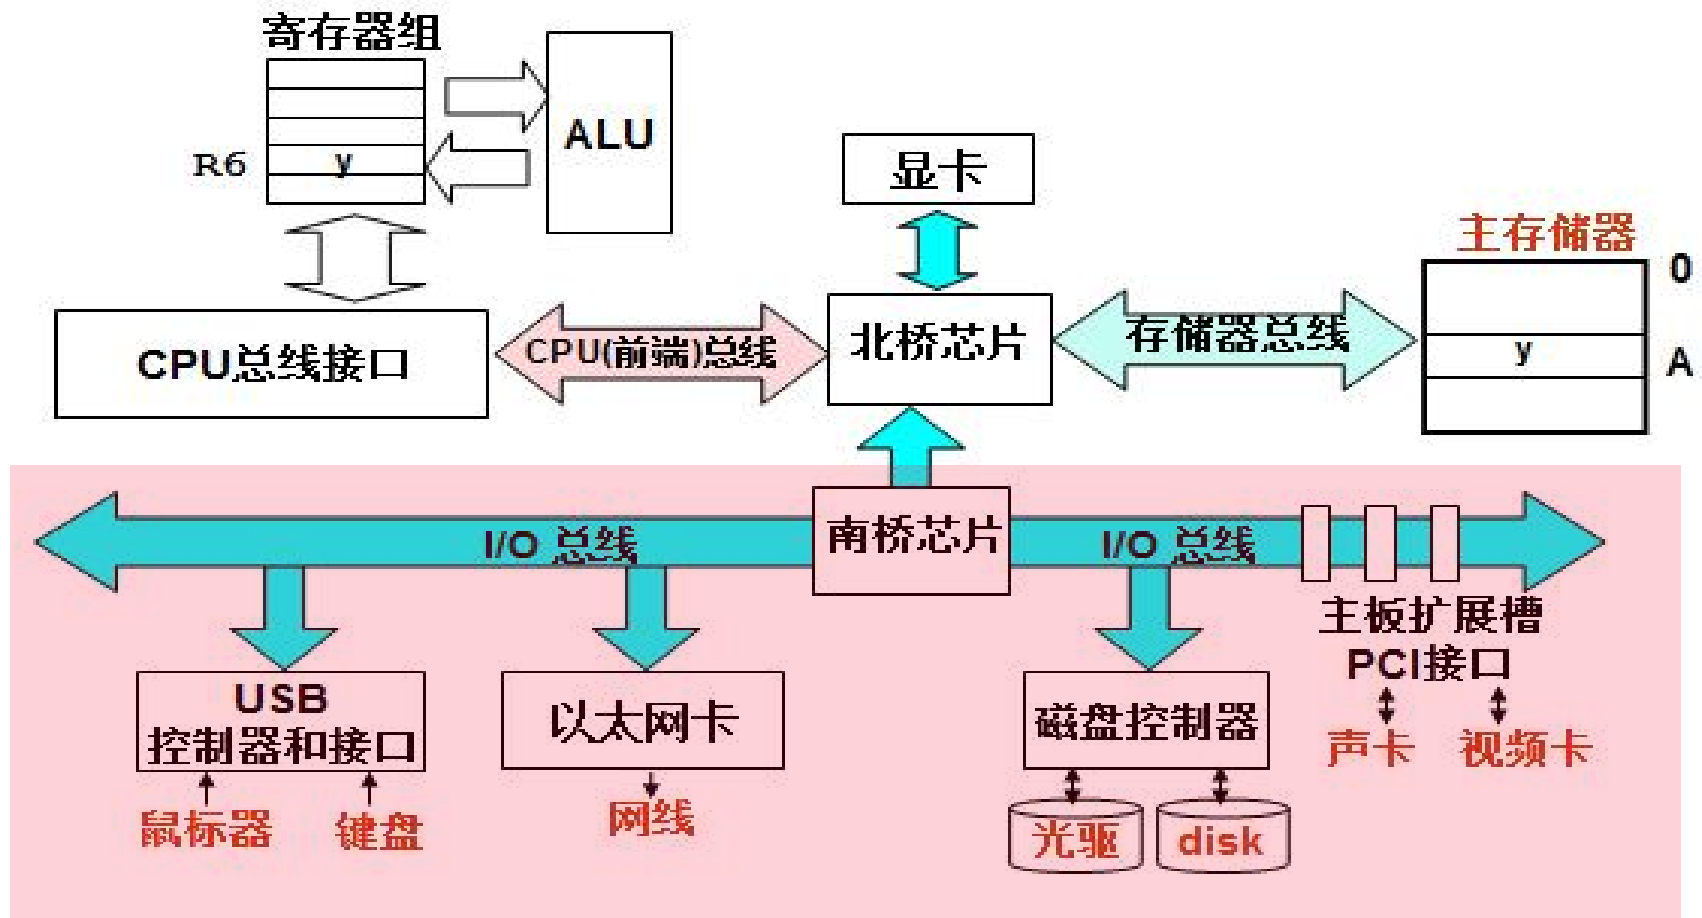 寄存器组
ALU
R6
y
显卡
主存储器
0
CPU总线接口
CPU(前端)总线
北桥芯片
存储器总线
y
A
I/O 总线
南桥芯片
I/O 总线
主板扩展槽
PCI接口
USB
控制器和接口
以太网卡
磁盘控制器
声卡
视频卡
鼠标器
键盘
网线
光驱
disk